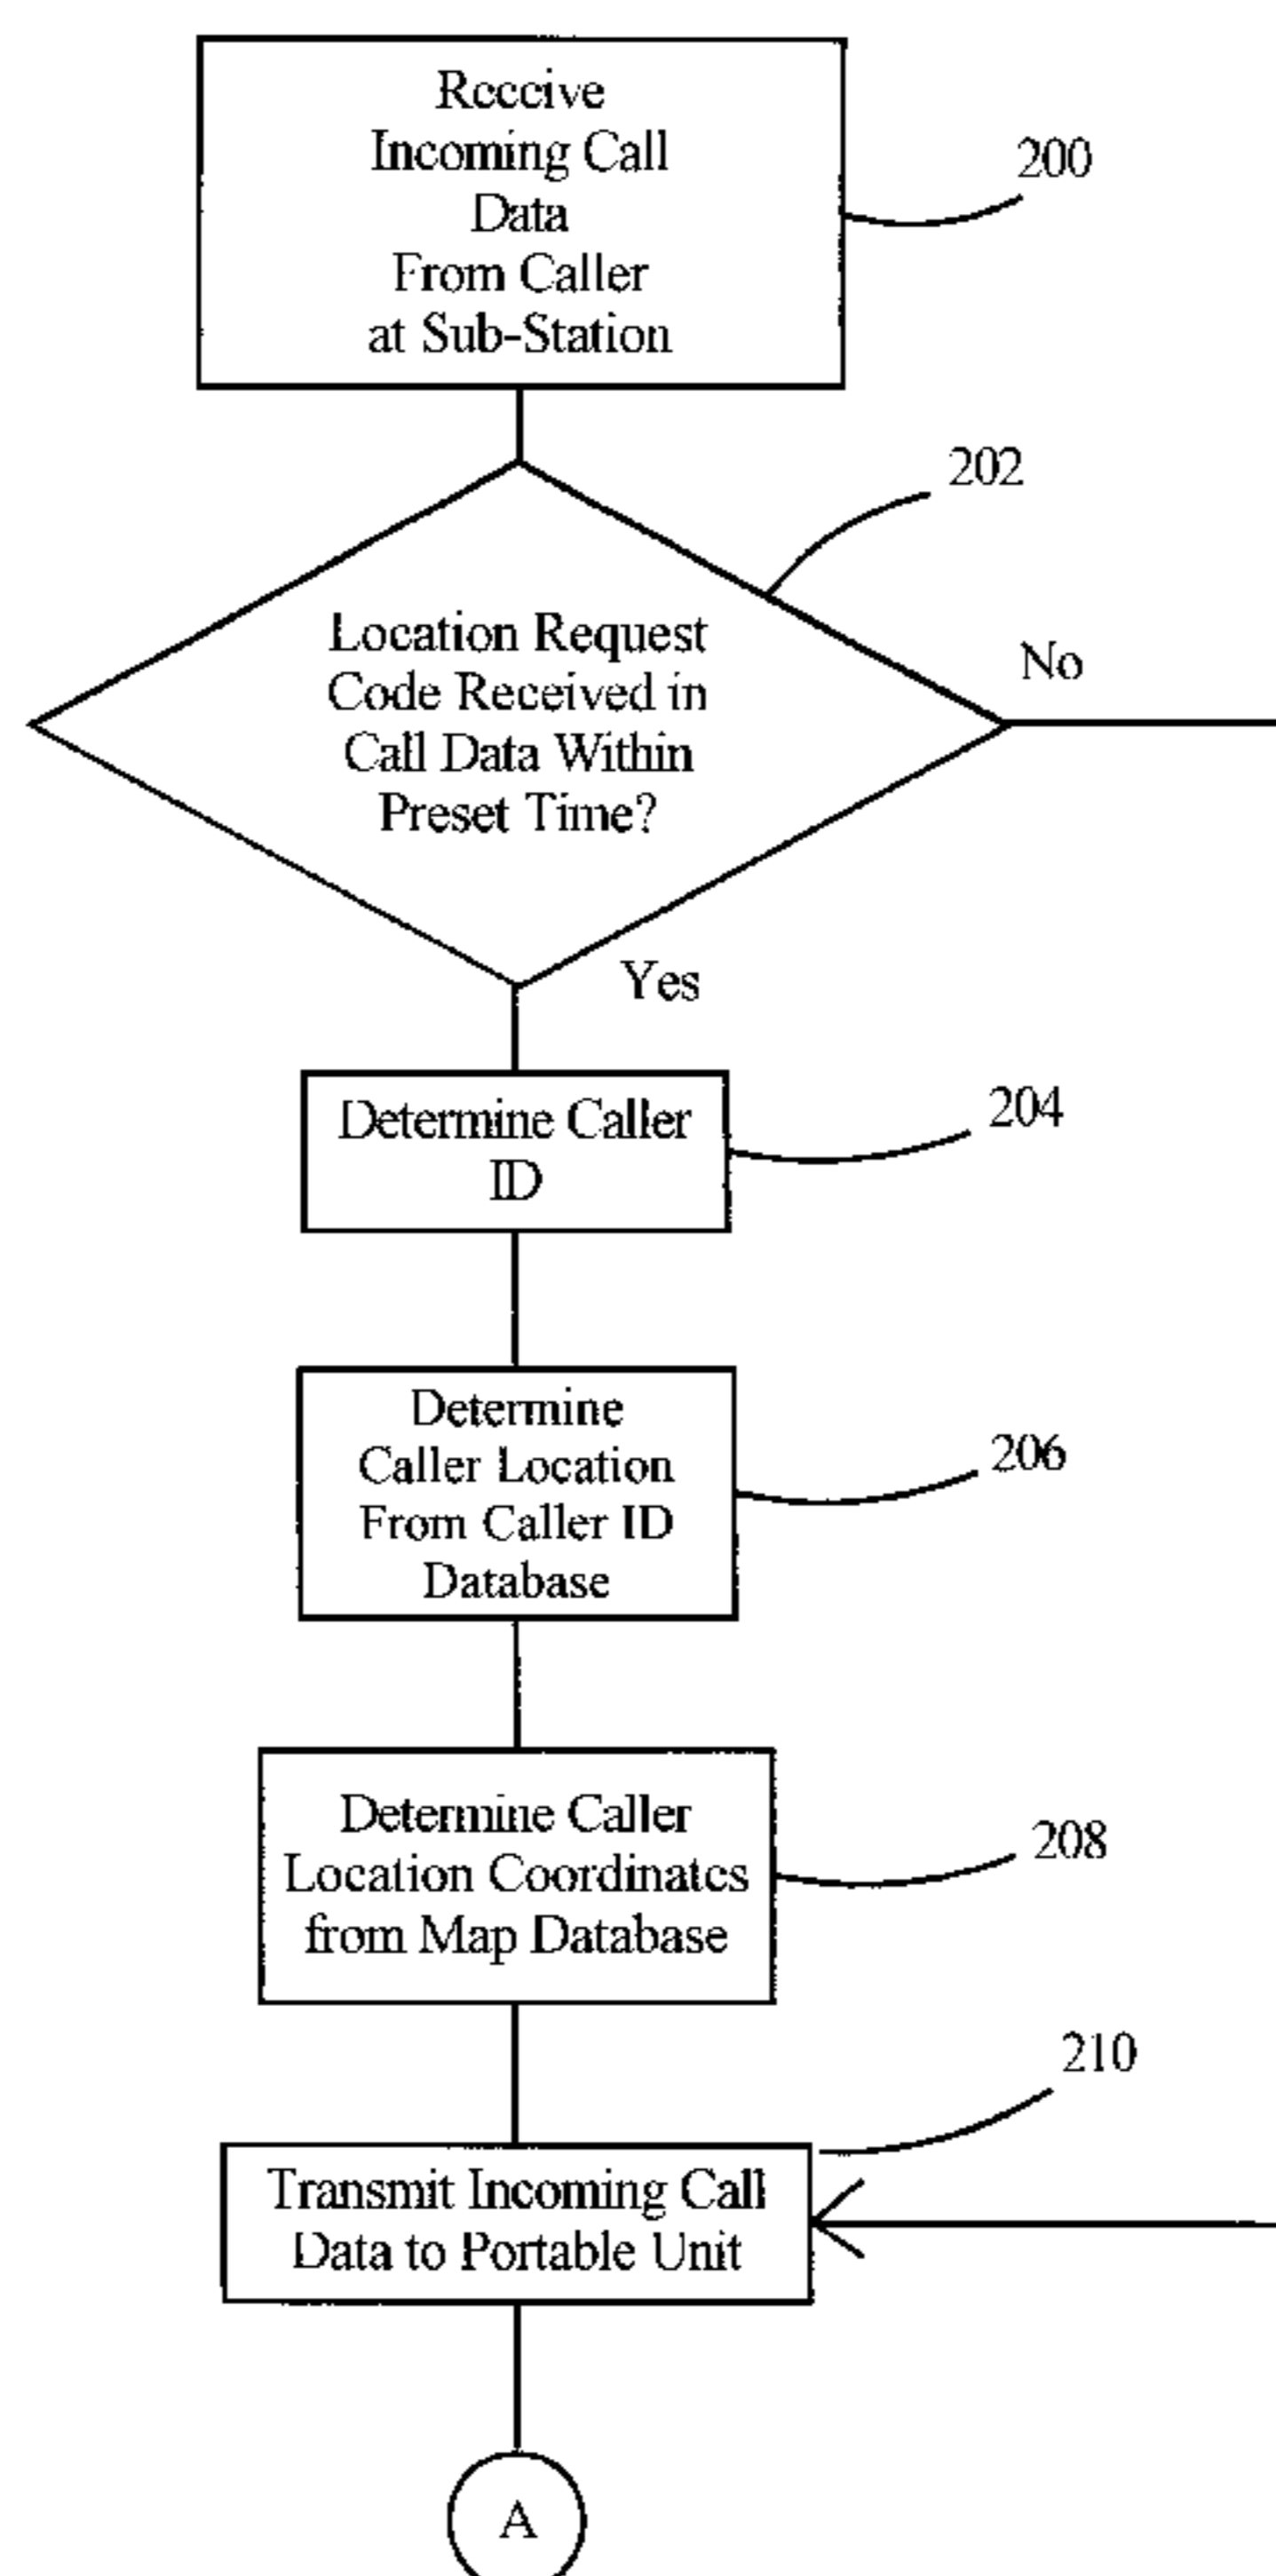 Receive
Incoming Call
Data
From Caller
at Sub-Station
200
202
Location Request
Code Received in
Call Data Within
Preset Time?
No
Yes
Determine Caller
ID
204
Determine
Caller Location
From Caller ID
Database
206
Determine Caller
Location Coordinates
from Map Database
208
210
Transmit Incoming Call
Data to Portable Unit
A